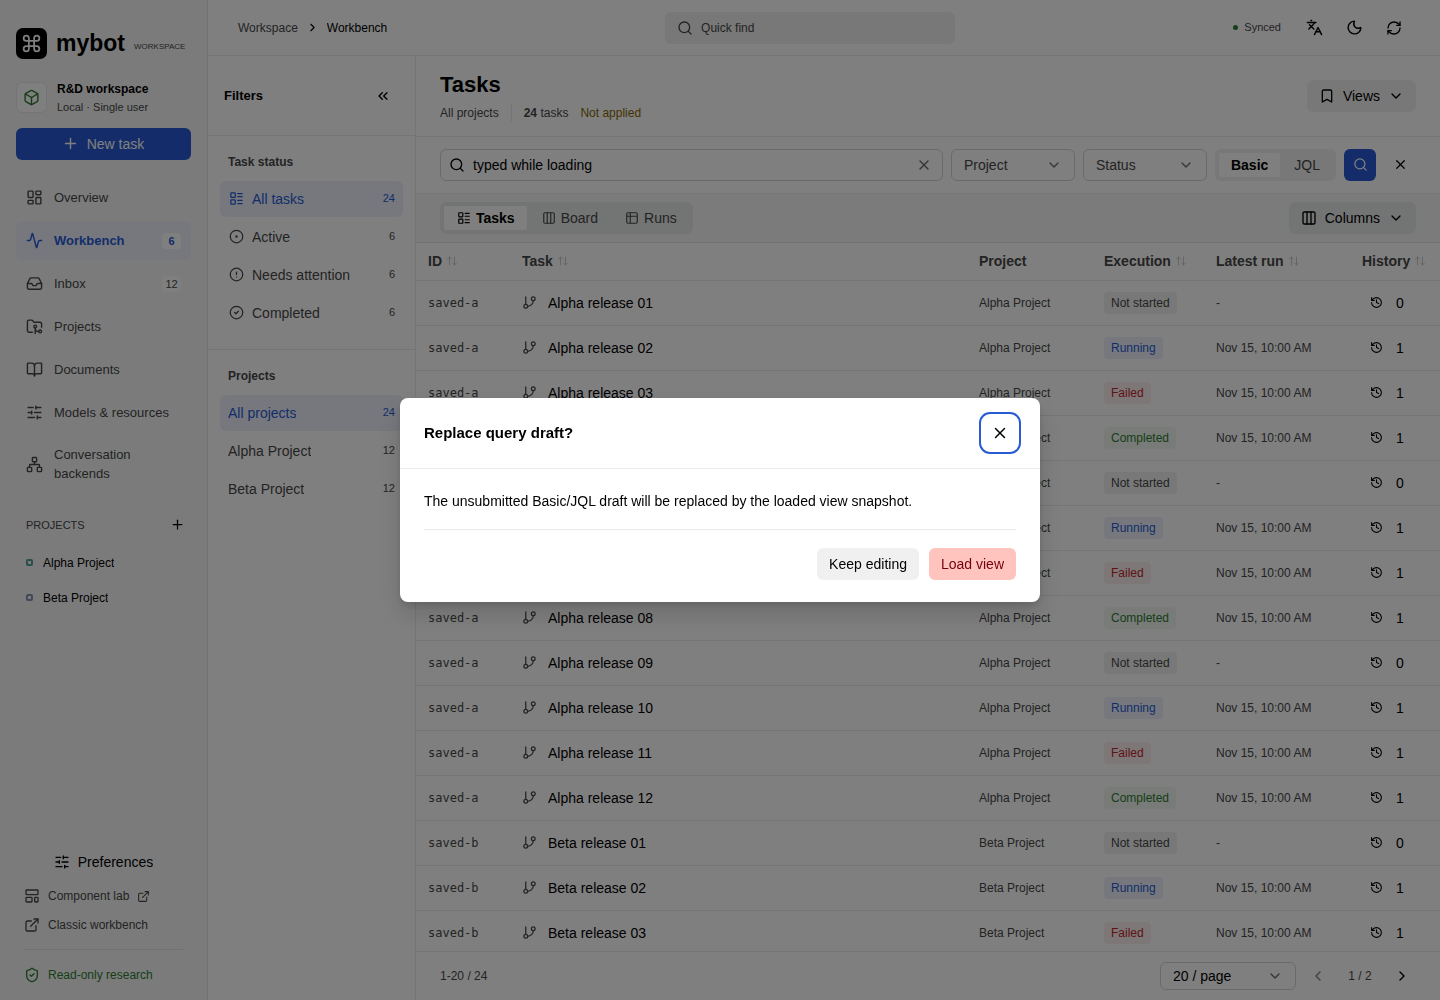 mybot WORKSPACE
R&D workspace
Local · Single user
New task
Overview
Workbench 6
Inbox 12
Projects
Documents
Models & resources
Conversation
backends
PROJECTS
Alpha Project
Beta Project
Preferences
Component lab
Classic workbench
Read-only research
Workspace Workbench
Quick find
Synced
Filters
Task status
All tasks 24
Active 6
Needs attention 6
Completed 6
Projects
All projects 24
Alpha Project 12
Beta Project 12
Tasks
All projects 24 tasks Not applied
Views
typed while loading
Project
Status
Basic JQL
Tasks Board Runs
Columns
ID Task Project Execution Latest run History
saved-a Alpha release 01 Alpha Project Not started - 0
saved-a Alpha release 02 Alpha Project Running Nov 15, 10:00 AM 1
saved-a Alpha release 03 Alpha Project Failed Nov 15, 10:00 AM 1
Completed Nov 15, 10:00 AM 1
Not started - 0
Running Nov 15, 10:00 AM 1
Failed Nov 15, 10:00 AM 1
Replace query draft?
The unsubmitted Basic/JQL draft will be replaced by the loaded view snapshot.
Keep editing Load view
saved-a Alpha release 08 Alpha Project Completed Nov 15, 10:00 AM 1
saved-a Alpha release 09 Alpha Project Not started - 0
saved-a Alpha release 10 Alpha Project Running Nov 15, 10:00 AM 1
saved-a Alpha release 11 Alpha Project Failed Nov 15, 10:00 AM 1
saved-a Alpha release 12 Alpha Project Completed Nov 15, 10:00 AM 1
saved-b Beta release 01 Beta Project Not started - 0
saved-b Beta release 02 Beta Project Running Nov 15, 10:00 AM 1
saved-b Beta release 03 Beta Project Failed Nov 15, 10:00 AM 1
1-20 / 24
20 / page
1 / 2